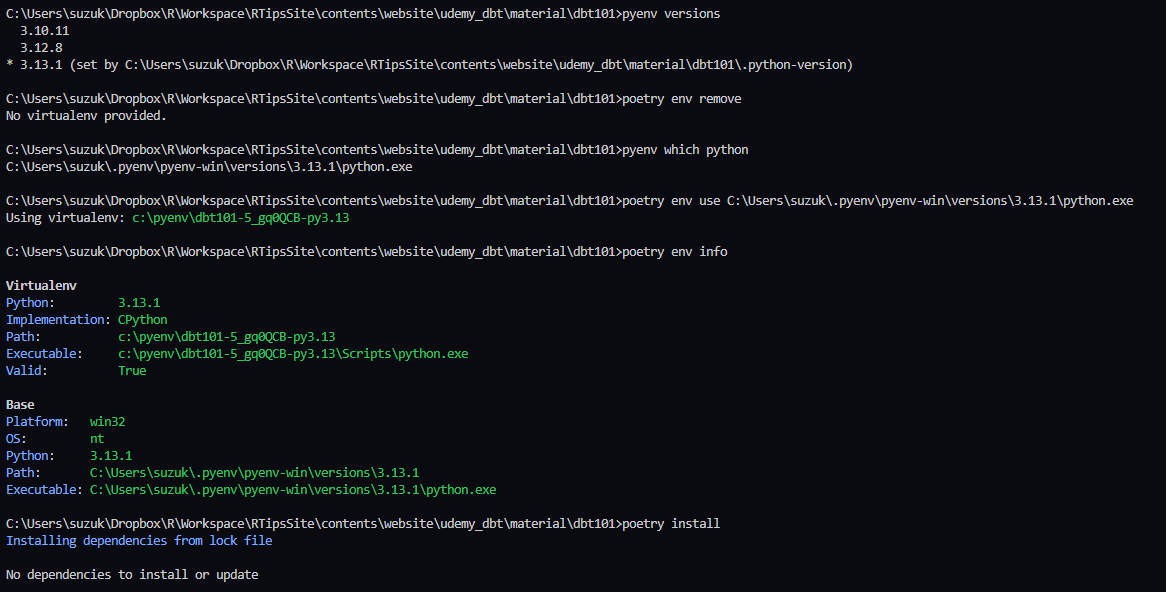 C:\Users\suzuk\Dropbox\R\Workspace\RTipsSite\contents\website\udemy_dbt\material\dbt101>pyenv versions
  3.10.11
  3.12.8
* 3.13.1 (set by C:\Users\suzuk\Dropbox\R\Workspace\RTipsSite\contents\website\udemy_dbt\material\dbt101\.python-version)
C:\Users\suzuk\Dropbox\R\Workspace\RTipsSite\contents\website\udemy_dbt\material\dbt101>poetry env remove
No virtualenv provided.
C:\Users\suzuk\Dropbox\R\Workspace\RTipsSite\contents\website\udemy_dbt\material\dbt101>pyenv which python
C:\Users\suzuk\.pyenv\pyenv-win\versions\3.13.1\python.exe
C:\Users\suzuk\Dropbox\R\Workspace\RTipsSite\contents\website\udemy_dbt\material\dbt101>poetry env use C:\Users\suzuk\.pyenv\pyenv-win\versions\3.13.1\python.exe
Using virtualenv: c:\pyenv\dbt101-5_gq0QCB-py3.13
C:\Users\suzuk\Dropbox\R\Workspace\RTipsSite\contents\website\udemy_dbt\material\dbt101>poetry env info
Virtualenv
Python:         3.13.1
Implementation: CPython
Path:           c:\pyenv\dbt101-5_gq0QCB-py3.13
Executable:     c:\pyenv\dbt101-5_gq0QCB-py3.13\Scripts\python.exe
Valid:          True
Base
Platform:   win32
OS:         nt
Python:     3.13.1
Path:       C:\Users\suzuk\.pyenv\pyenv-win\versions\3.13.1
Executable: C:\Users\suzuk\.pyenv\pyenv-win\versions\3.13.1\python.exe
C:\Users\suzuk\Dropbox\R\Workspace\RTipsSite\contents\website\udemy_dbt\material\dbt101>poetry install
Installing dependencies from lock file
No dependencies to install or update